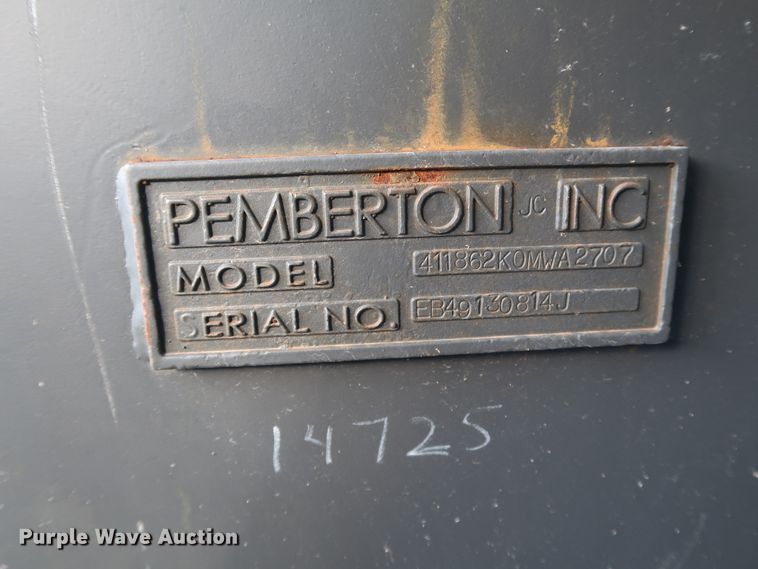 PEMBERTON JC INC
MODEL 411862K0MWA2707
SERIAL NO. EB49130814J
14725
Purple Wave Auction